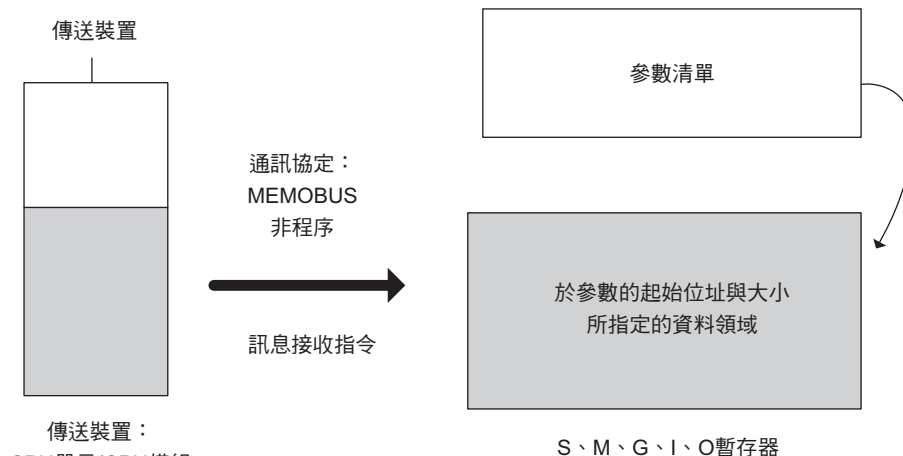 傳送裝置
參數清單
通訊協定：
MEMOBUS
非程序
於參數的起始位址與大小
所指定的資料領域
訊息接收指令
傳送裝置：
S、M、G、I、O暫存器